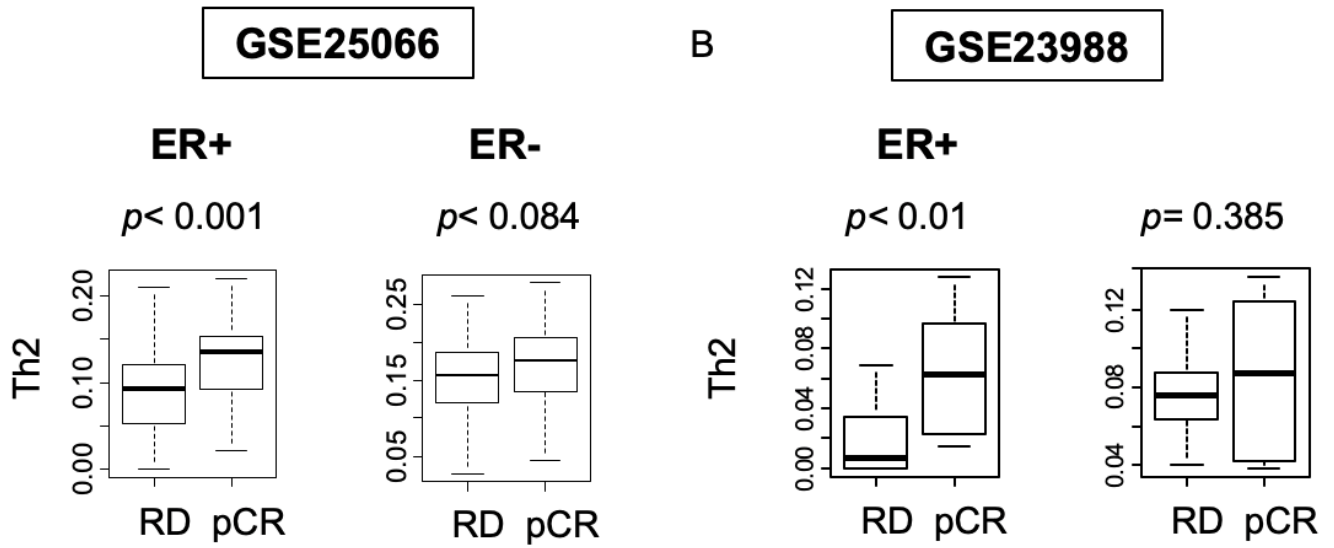 GSE25066
B
GSE23988
ER+
ER-
ER+
p< 0.001
p< 0.084
p< 0.01
p= 0.385
Th2
0.00 0.10 0.20
RD pCR
0.05 0.15 0.25
RD pCR
Th2
0.00 0.04 0.08 0.12
RD pCR
0.04 0.08 0.12
RD pCR